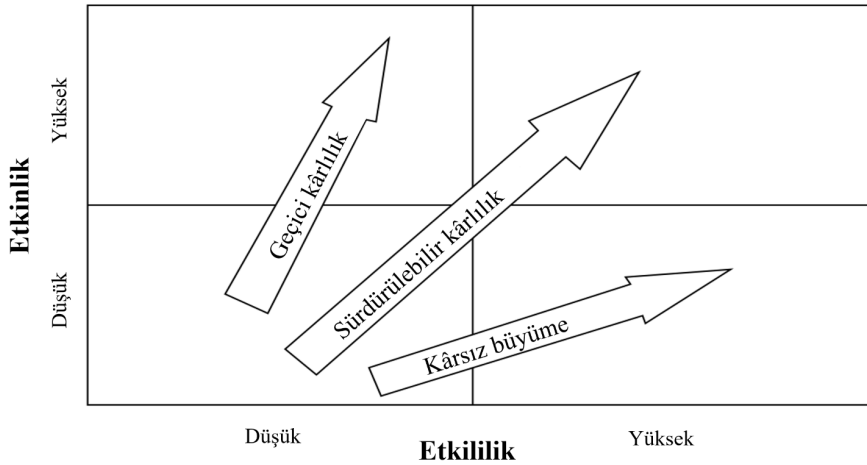 Etkinlik
Yüksek
Düşük
Geçici kârlılık
Sürdürülebilir kârlılık
Kârsız büyüme
Düşük
Yüksek
Etkililik